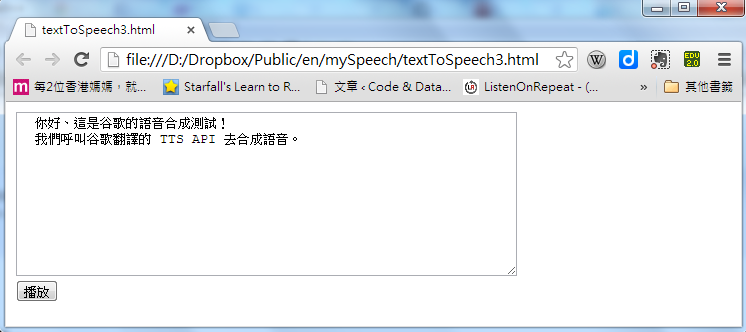 textToSpeech3.html
file:///D:/Dropbox/Public/en/mySpeech/textToSpeech3.html
W
d
EDU 2.0
m 每2位香港媽媽，就...
Starfall's Learn to R...
文章 ‹ Code & Data...
LR ListenOnRepeat - (...
»
其他書籤
你好、這是谷歌的語音合成測試！
我們呼叫谷歌翻譯的 TTS API 去合成語音。
播放